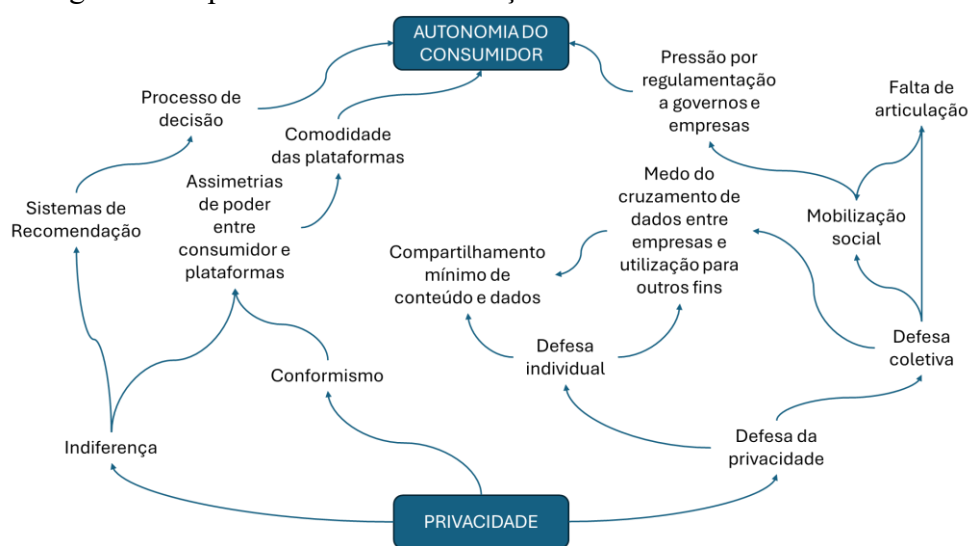 AUTONOMIA DO
CONSUMIDOR
Pressão por
regulamentação
a governos e
empresas
Falta de
articulação
Processo de
decisão
Comodidade
das plataformas
Assimetrias
de poder
entre
consumidor e
plataformas
Medo do
cruzamento de
dados entre
empresas e
utilização para
outros fins
Sistemas de
Recomendação
Mobilização
social
Compartilhamento
mínimo de
conteúdo e dados
Defesa
individual
Defesa
coletiva
Conformismo
Indiferença
Defesa da
privacidade
PRIVACIDADE